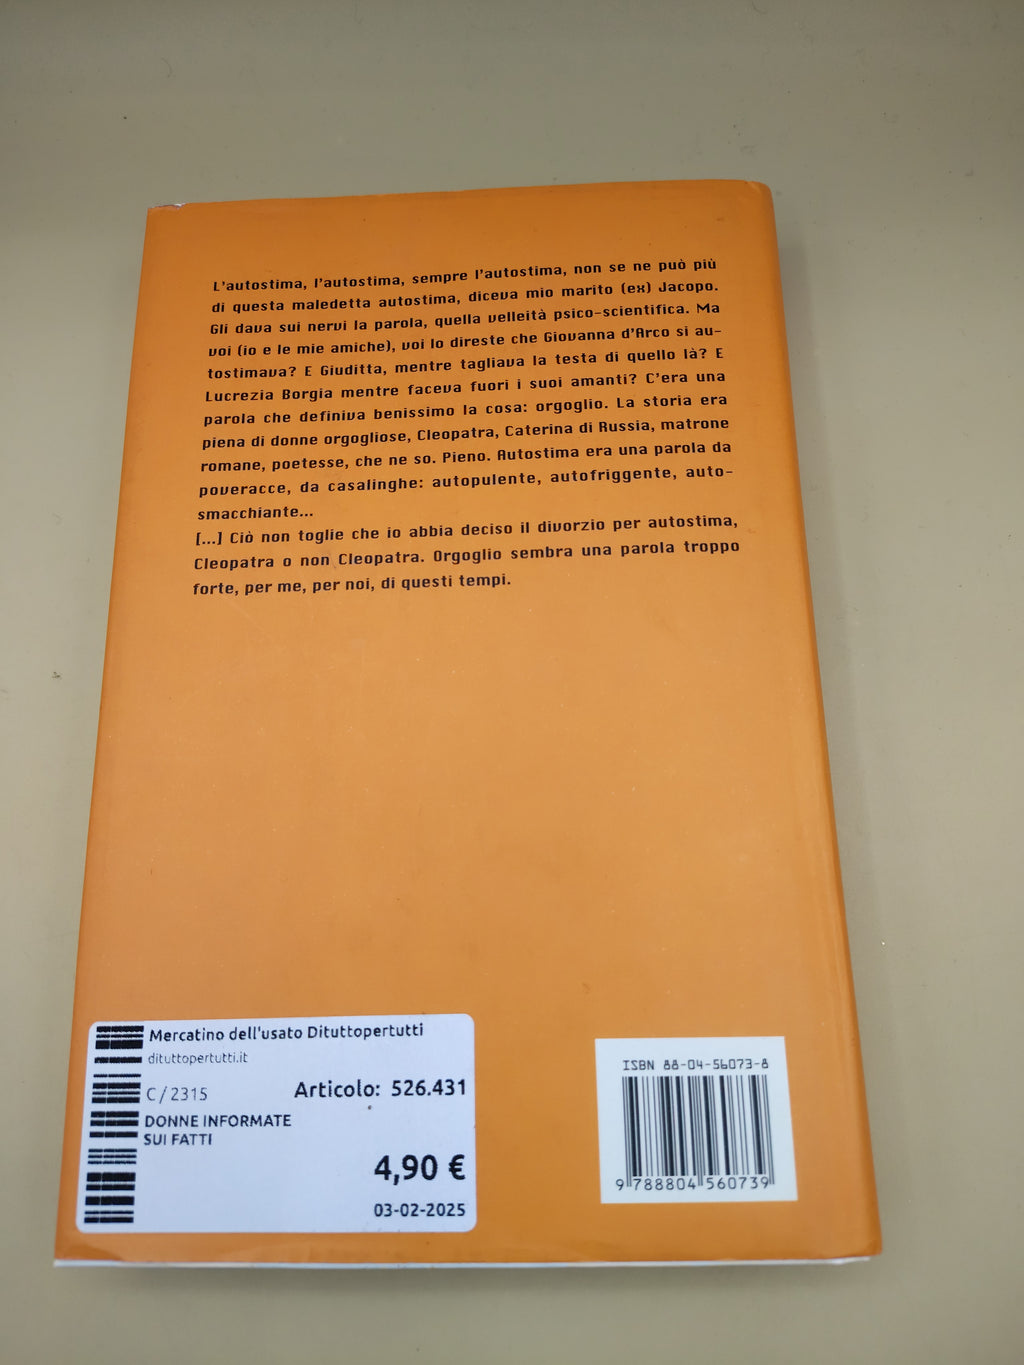 L'autostima, l'autostima, sempre l'autostima, non se ne può più
di questa maledetta autostima, diceva mio marito (ex) Jacopo.
Gli dava sui nervi la parola, quella velleità psico-scientifica. Ma
voi (io e le mie amiche), voi lo direste che Giovanna d'Arco si au-
tostimava? E Giuditta, mentre tagliava la testa di quello là? E
Lucrezia Borgia mentre faceva fuori i suoi amanti? C'era una
parola che definiva benissimo la cosa: orgoglio. La storia era
piena di donne orgogliose, Cleopatra, Caterina di Russia, matrone
romane, poetesse, che ne so. Pieno. Autostima era una parola da
poveracce, da casalinghe: autopulente, autofriggente, auto-
smacchiante...
[...] Ciò non toglie che io abbia deciso il divorzio per autostima,
Cleopatra o non Cleopatra. Orgoglio sembra una parola troppo
forte, per me, per noi, di questi tempi.
Mercatino dell'usato Dituttopertutti
dituttopertutti.it
C/2315 Articolo: 526.431
DONNE INFORMATE
SUI FATTI
4,90 €
03-02-2025
ISBN 88-04-56073-8
9 788804 560739